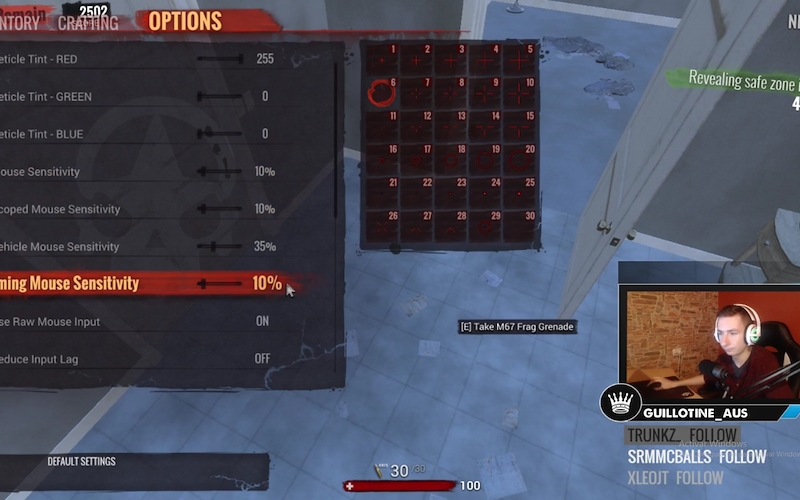 NTORY CRAFTING OPTIONS
2502
eticle Tint - RED 255
eticle Tint - GREEN 0
eticle Tint - BLUE 0
ouse Sensitivity 10%
coped Mouse Sensitivity 10%
ehicle Mouse Sensitivity 35%
ming Mouse Sensitivity 10%
se Raw Mouse Input ON
educe Input Lag OFF
DEFAULT SETTINGS
1 2 3 4 5
6 7 8 9 10
11 12 13 14 15
16 17 18 19 20
21 22 23 24 25
26 27 28 29 30
Revealing safe zone i
4
[E] Take M67 Frag Grenade
30 /30
100
GUILLOTINE_AUS
TRUNKZ_ FOLLOW
Activar Windows
SRMMCBALLS FOLLOW
XLEOJT FOLLOW